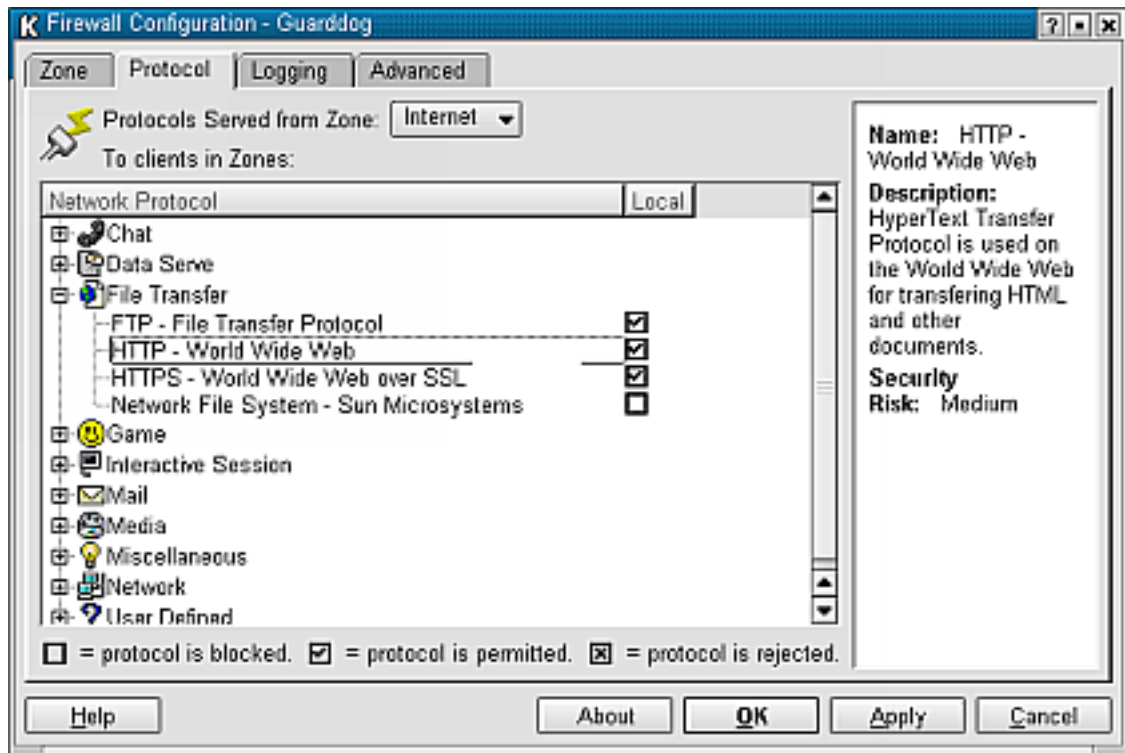 Firewall Configuration - Guarddog
Zone
Protocol
Logging
Advanced
Protocols Served from Zone: Internet
To clients in Zones:
Network Protocol
Local
Chat
Data Serve
File Transfer
FTP - File Transfer Protocol
HTTP - World Wide Web
HTTPS - World Wide Web over SSL
Network File System - Sun Microsystems
Game
Interactive Session
Mail
Media
Miscellaneous
Network
User Defined
= protocol is blocked. = protocol is permitted. = protocol is rejected.
Name: HTTP -
World Wide Web
Description:
HyperText Transfer
Protocol is used on
the World Wide Web
for transfering HTML
and other
documents.
Security
Risk: Medium
Help
About
OK
Apply
Cancel